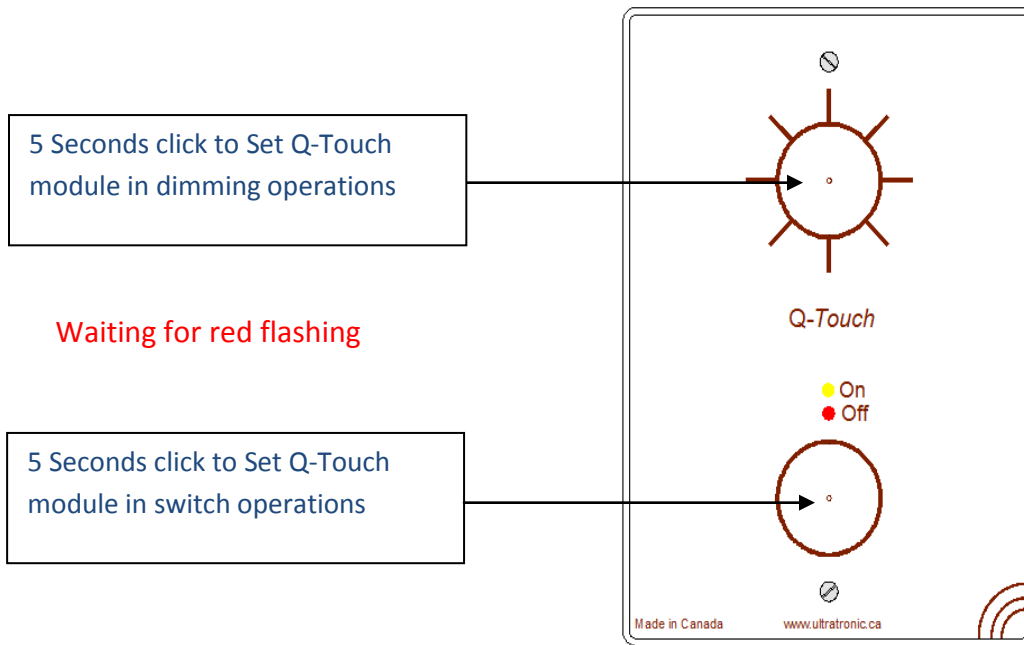 5 Seconds click to Set Q-Touch
module in dimming operations
Waiting for red flashing
5 Seconds click to Set Q-Touch
module in switch operations
Q-Touch
On
Off
Made in Canada
www.ultratronic.ca